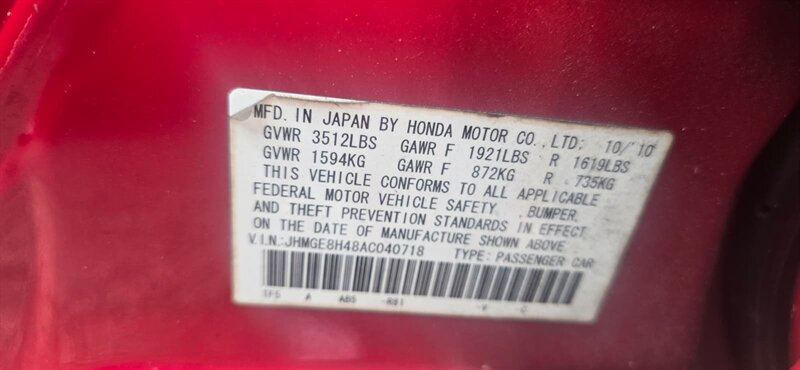 MFD. IN JAPAN BY HONDA MOTOR CO., LTD. 10/'10
GVWR 3512LBS GAWR F 1921LBS R 1619LBS
GVWR 1594KG GAWR F 872KG R 735KG
THIS VEHICLE CONFORMS TO ALL APPLICABLE
FEDERAL MOTOR VEHICLE SAFETY, BUMPER,
AND THEFT PREVENTION STANDARDS IN EFFECT
ON THE DATE OF MANUFACTURE SHOWN ABOVE
V.I.N.:JHMGE8H48AC040718 TYPE: PASSENGER CAR
TF5 A ABS -V C